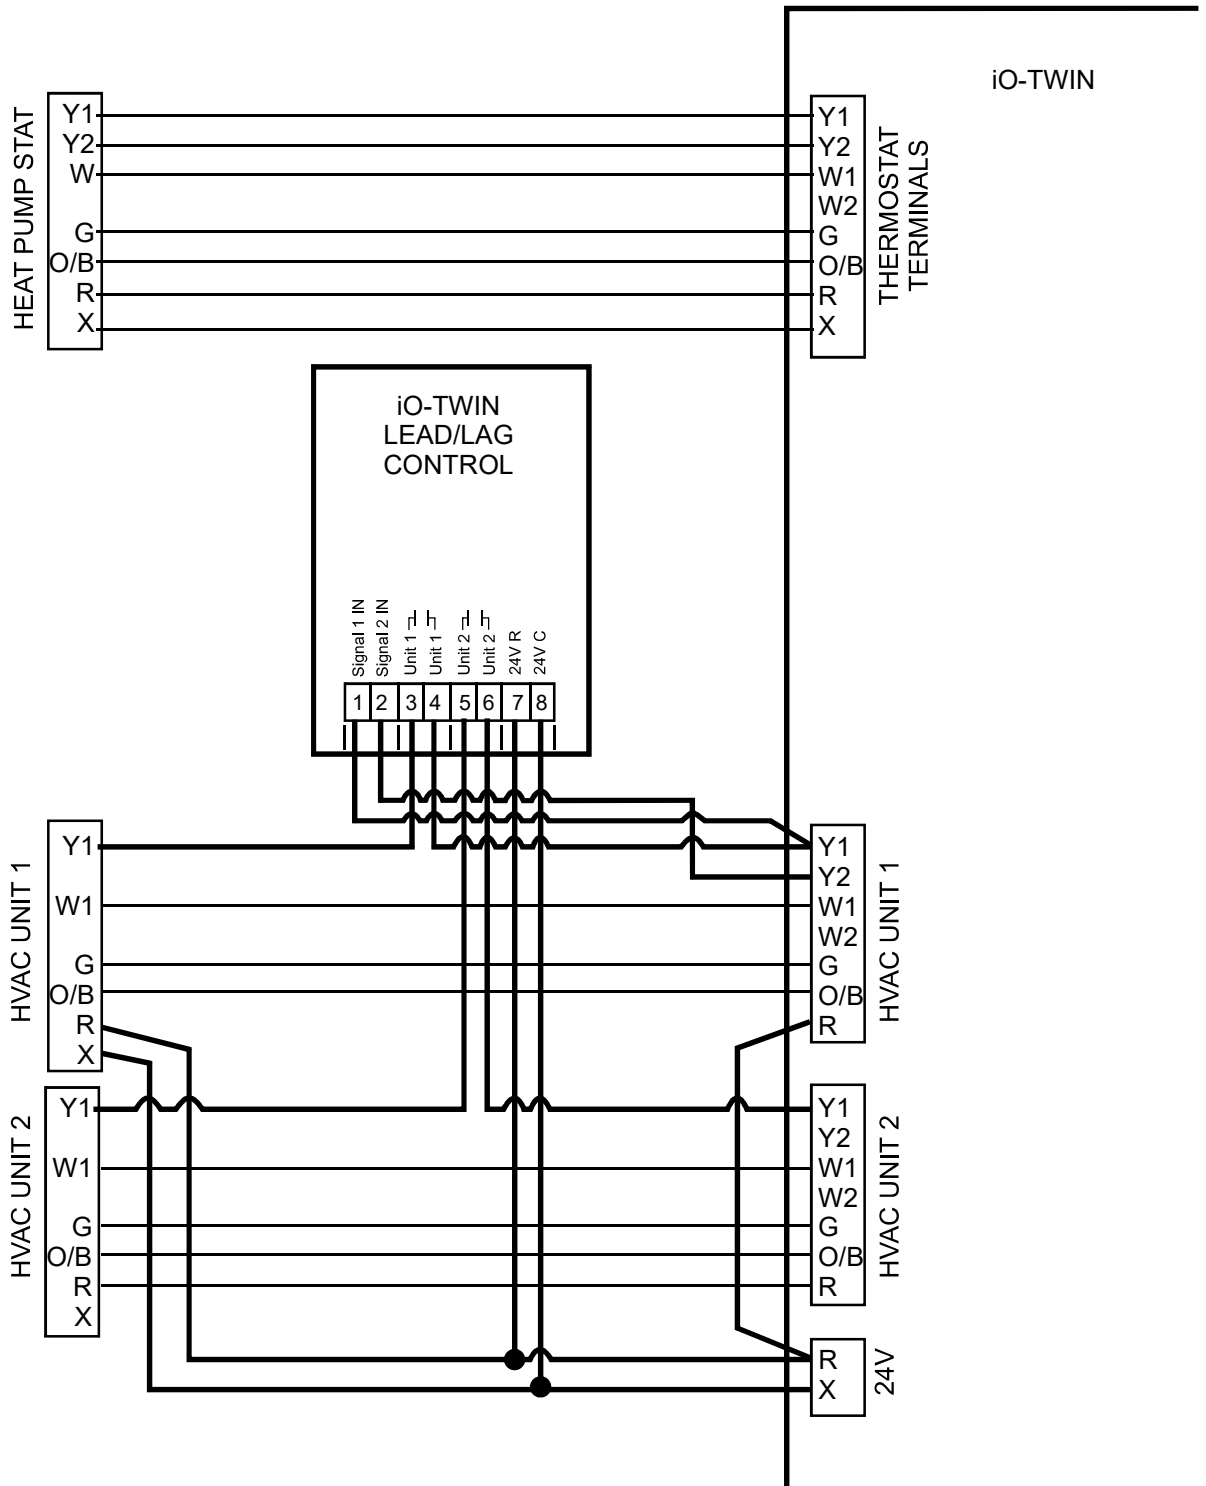 iO-TWIN
HEAT PUMP STAT
Y1
Y2
W
G
O/B
R
X
Y1
Y2
W1
W2
G
O/B
R
X
THERMOSTAT
TERMINALS
iO-TWIN
LEAD/LAG
CONTROL
Signal 1 IN
Signal 2 IN
Unit 1
Unit 1
Unit 2
Unit 2
24V R
24V C
1 2 3 4 5 6 7 8
HVAC UNIT 1
Y1
W1
G
O/B
R
X
Y1
Y2
W1
W2
G
O/B
R
HVAC UNIT 1
HVAC UNIT 2
Y1
W1
G
O/B
R
X
Y1
Y2
W1
W2
G
O/B
R
HVAC UNIT 2
R
X
24V